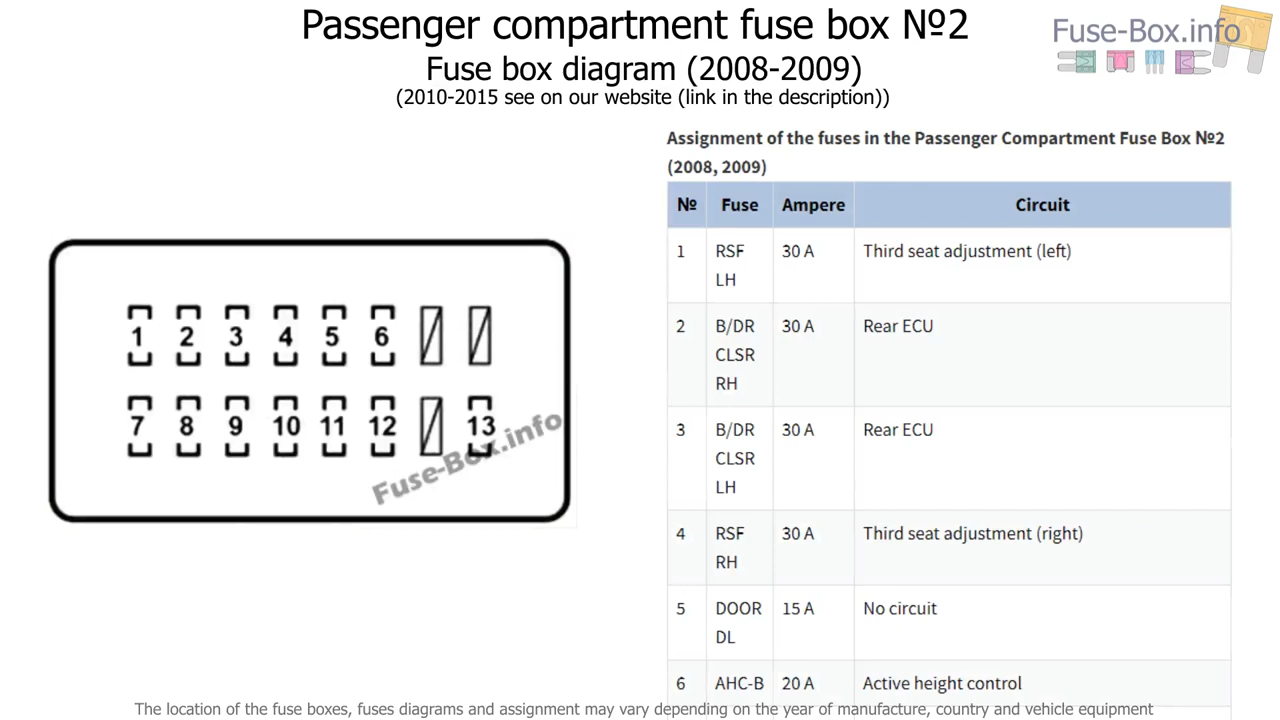 Passenger compartment fuse box №2
Fuse box diagram (2008-2009)
(2010-2015 see on our website (link in the description))
Fuse-Box.info
1 2 3 4 5 6
7 8 9 10 11 12 13
Fuse-Box.info
Assignment of the fuses in the Passenger Compartment Fuse Box №2
(2008, 2009)
№ Fuse Ampere Circuit
1 RSF 30 A Third seat adjustment (left)
LH
2 B/DR 30 A Rear ECU
CLSR
RH
3 B/DR 30 A Rear ECU
CLSR
LH
4 RSF 30 A Third seat adjustment (right)
RH
5 DOOR 15 A No circuit
DL
6 AHC-B 20 A Active height control
The location of the fuse boxes, fuses diagrams and assignment may vary depending on the year of manufacture, country and vehicle equipment